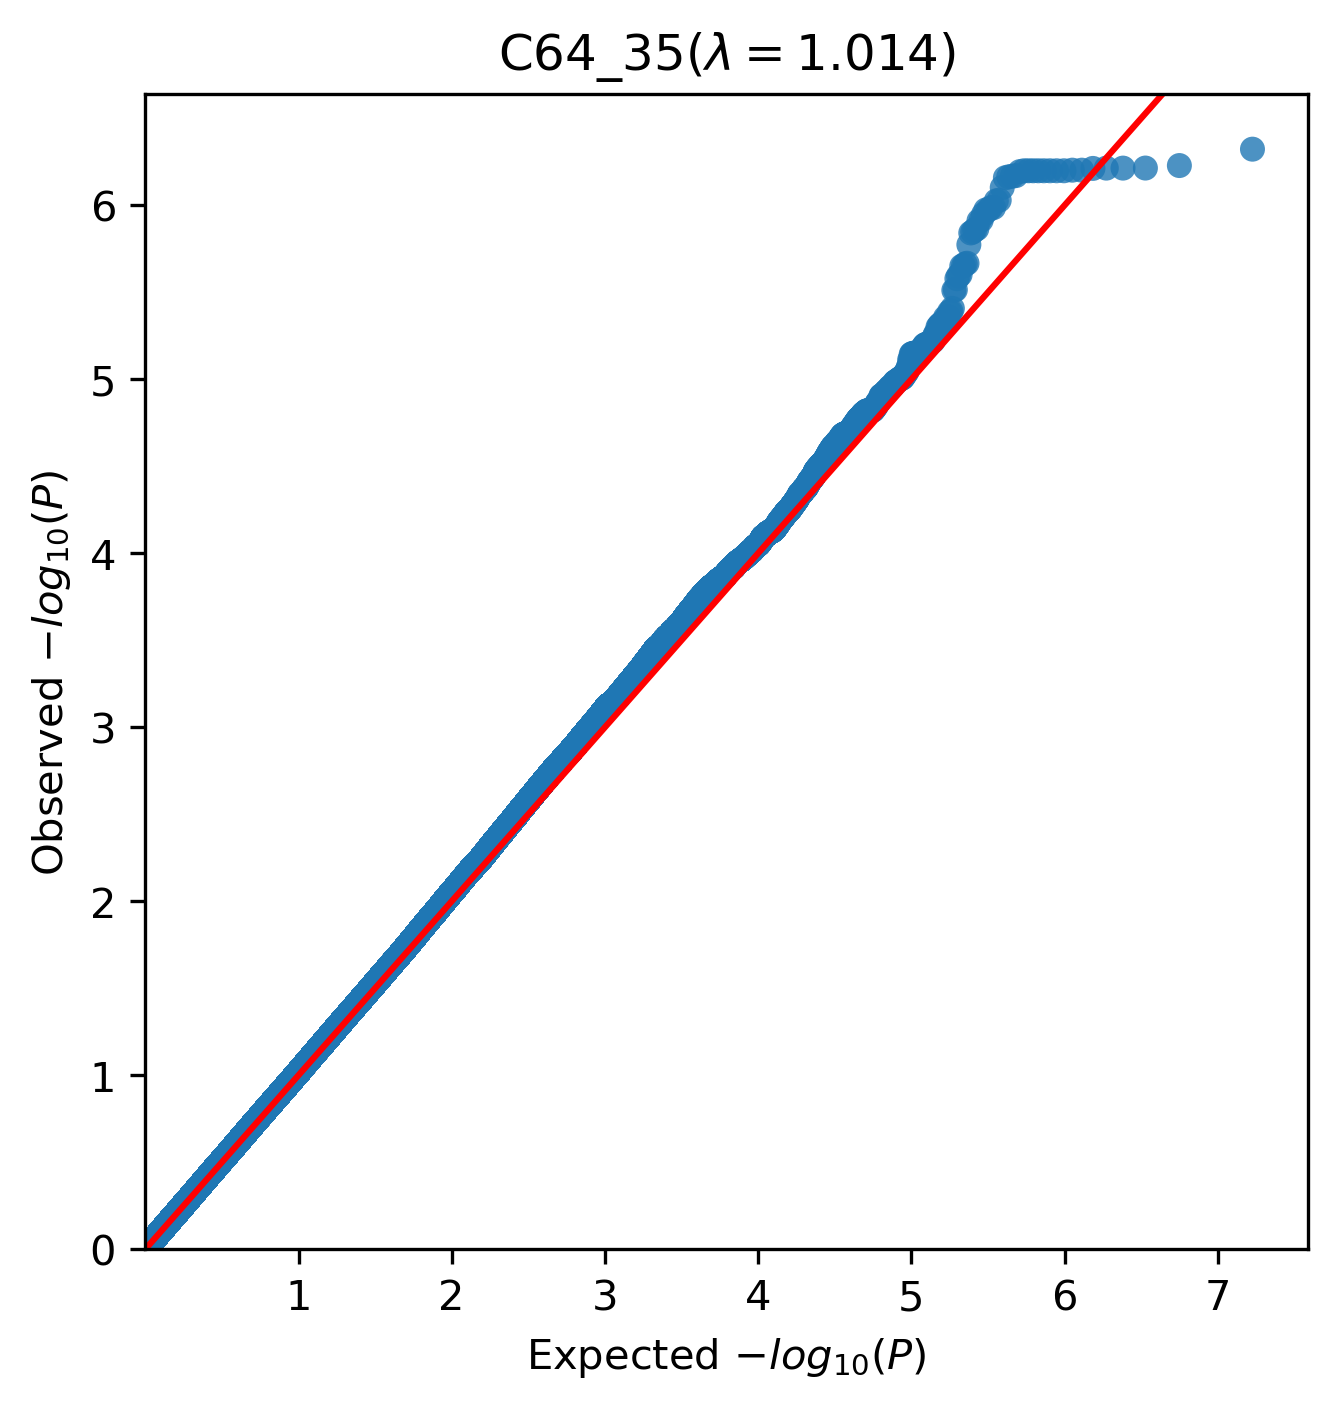 C64_35(λ = 1.014)
Observed −log₁₀(P)
6
5
4
3
2
1
0
1 2 3 4 5 6 7
Expected −log₁₀(P)